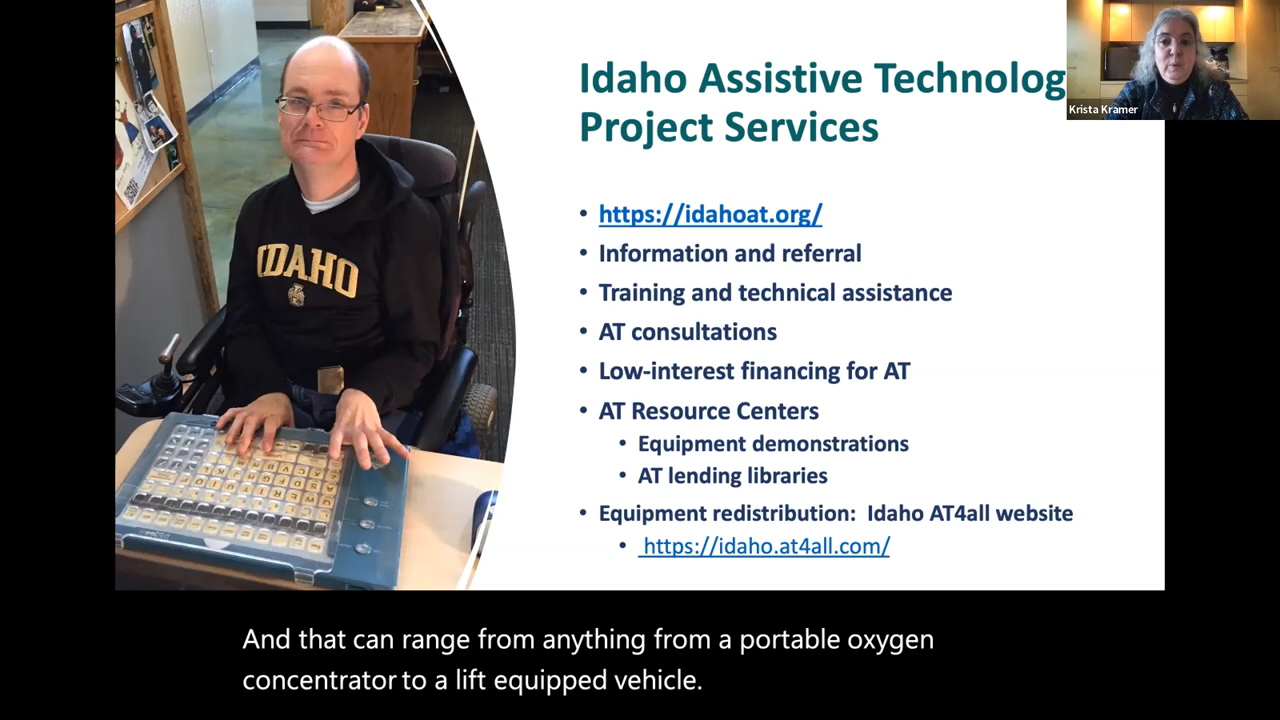 Idaho Assistive Technolog
Project Services
Krista Kramer
• https://idahoat.org/
• Information and referral
• Training and technical assistance
• AT consultations
• Low-interest financing for AT
• AT Resource Centers
• Equipment demonstrations
• AT lending libraries
• Equipment redistribution: Idaho AT4all website
• https://idaho.at4all.com/
IDAHO
And that can range from anything from a portable oxygen
concentrator to a lift equipped vehicle.